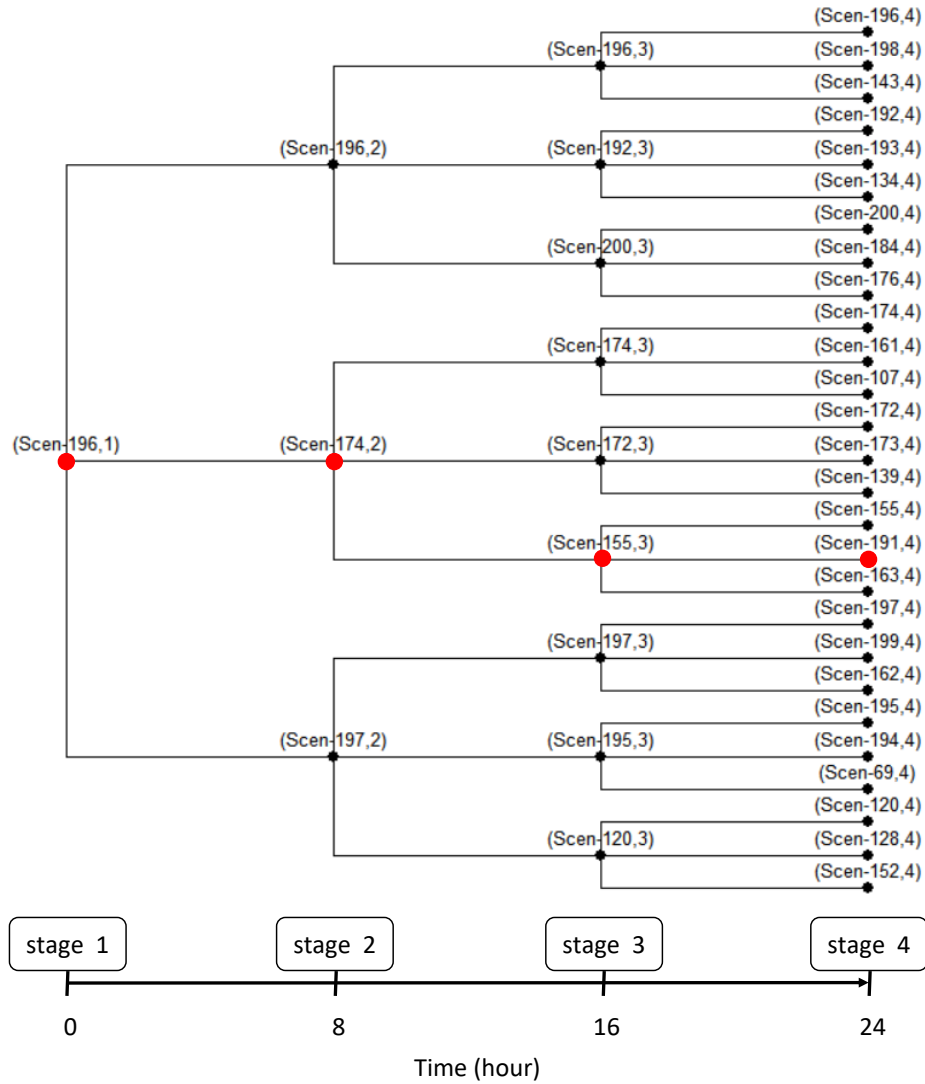 (Scen-196,4)
(Scen-196,3)
(Scen-198,4)
(Scen-143,4)
(Scen-192,4)
(Scen-196,2)
(Scen-192,3)
(Scen-193,4)
(Scen-134,4)
(Scen-200,4)
(Scen-200,3)
(Scen-184,4)
(Scen-176,4)
(Scen-174,4)
(Scen-174,3)
(Scen-161,4)
(Scen-107,4)
(Scen-172,4)
(Scen-196,1)
(Scen-174,2)
(Scen-172,3)
(Scen-173,4)
(Scen-139,4)
(Scen-155,4)
(Scen-155,3)
(Scen-191,4)
(Scen-163,4)
(Scen-197,4)
(Scen-197,3)
(Scen-199,4)
(Scen-162,4)
(Scen-195,4)
(Scen-197,2)
(Scen-195,3)
(Scen-194,4)
(Scen-69,4)
(Scen-120,4)
(Scen-120,3)
(Scen-128,4)
(Scen-152,4)
stage 1
stage 2
stage 3
stage 4
0
8
16
24
Time (hour)